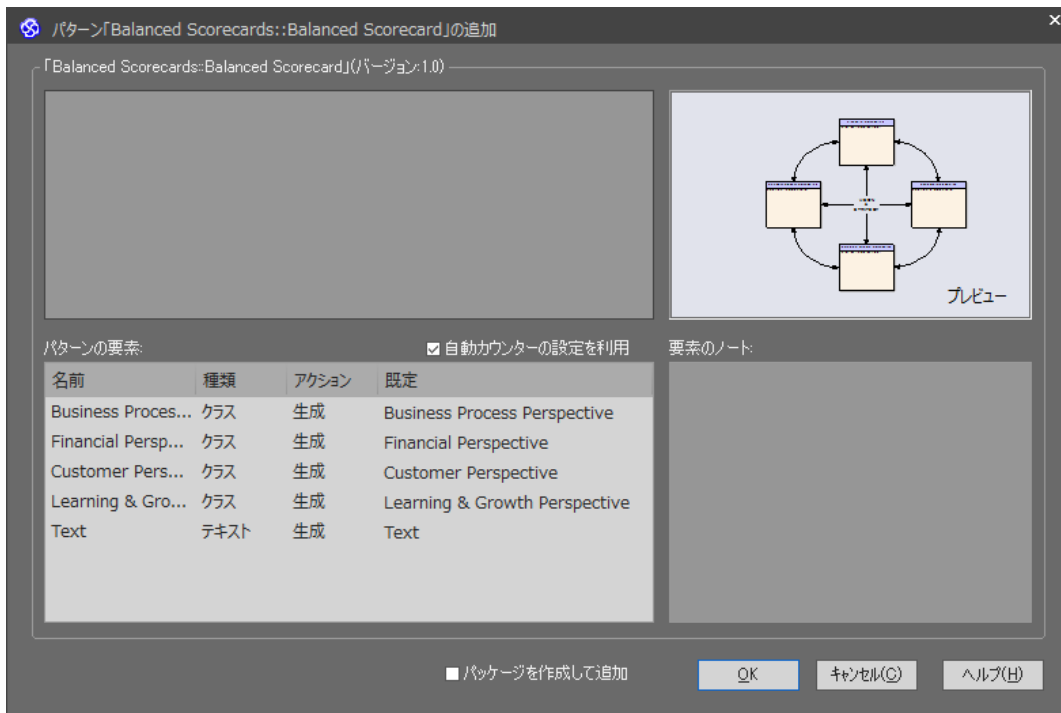 パターン「Balanced Scorecards::Balanced Scorecard」の追加
「Balanced Scorecards::Balanced Scorecard」(バージョン:1.0)
プレビュー
パターンの要素:
自動カウンターの設定を利用
要素のノート:
名前 種類 アクション 既定
Business Proces... クラス 生成 Business Process Perspective
Financial Persp... クラス 生成 Financial Perspective
Customer Pers... クラス 生成 Customer Perspective
Learning & Gro... クラス 生成 Learning & Growth Perspective
Text テキスト 生成 Text
パッケージを作成して追加
OK キャンセル(C) ヘルプ(H)